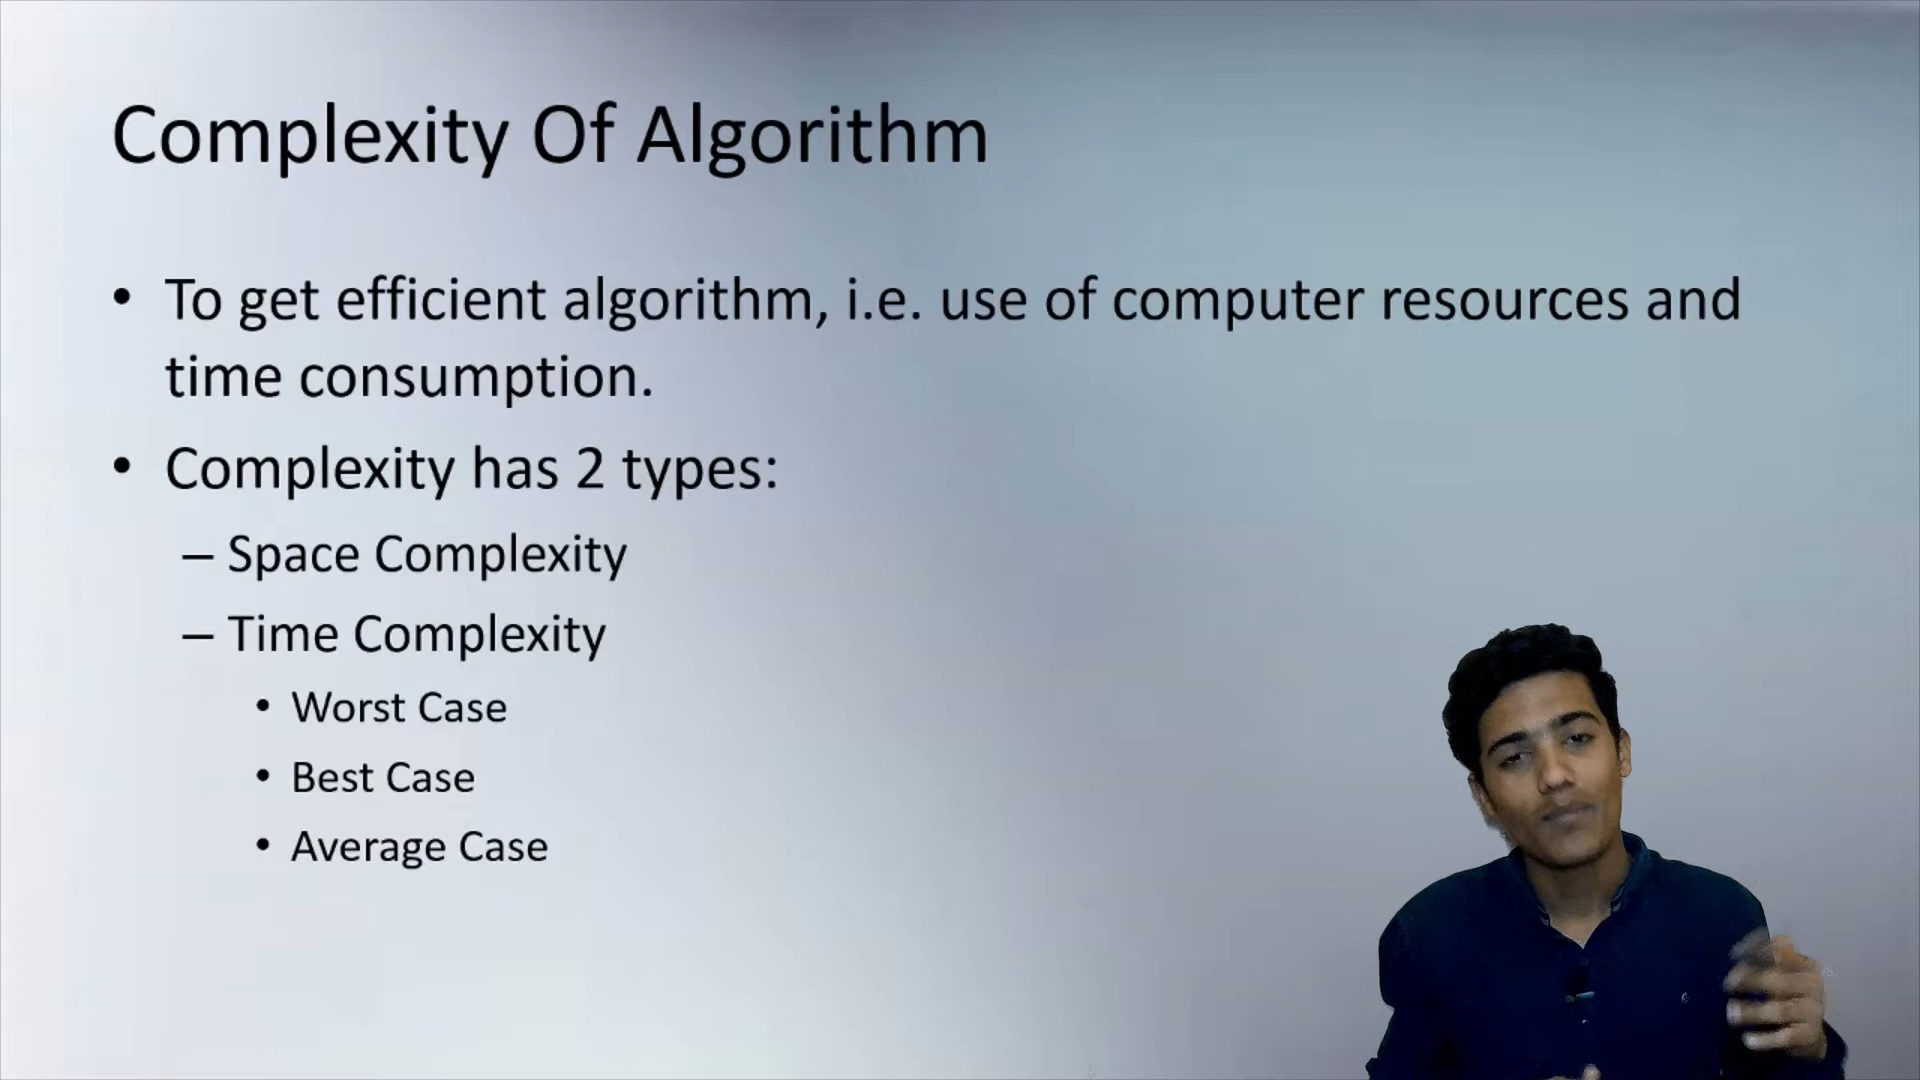 Complexity Of Algorithm
• To get efficient algorithm, i.e. use of computer resources and
time consumption.
• Complexity has 2 types:
– Space Complexity
– Time Complexity
• Worst Case
• Best Case
• Average Case